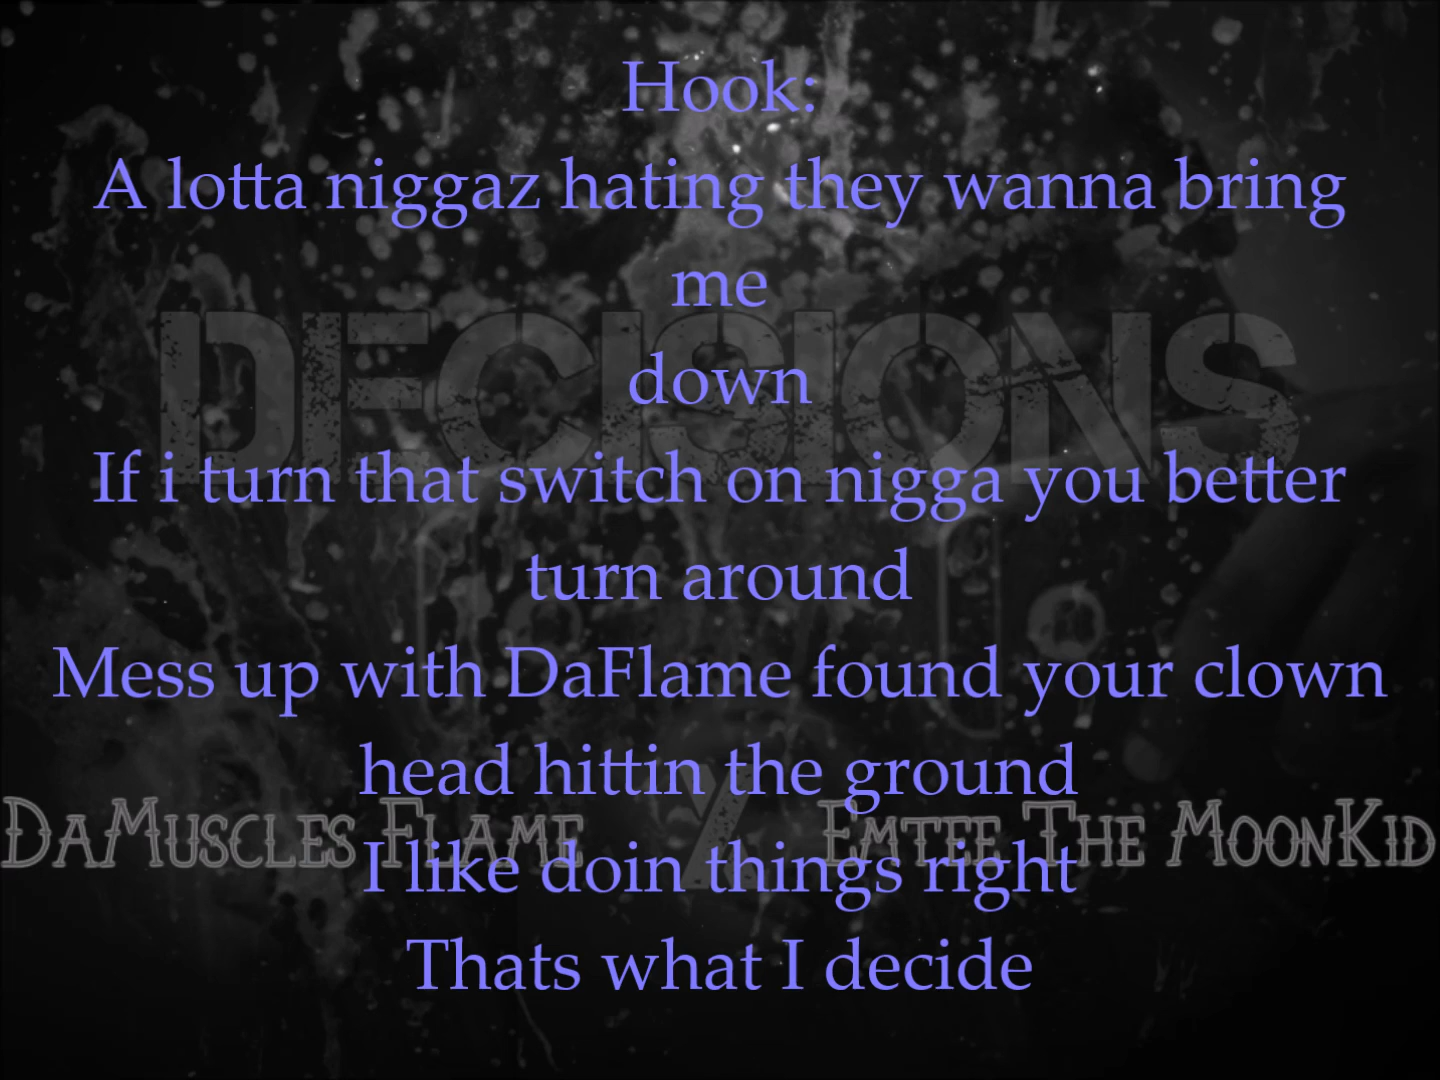 Hook:
A lotta niggaz hating they wanna bring
me
down
DECISIONS
If i turn that switch on nigga you better
turn around
Mess up with DaFlame found your clown
head hittin the ground
DaMuscles Flame X Emtee The MoonKid
I like doin things right
Thats what I decide